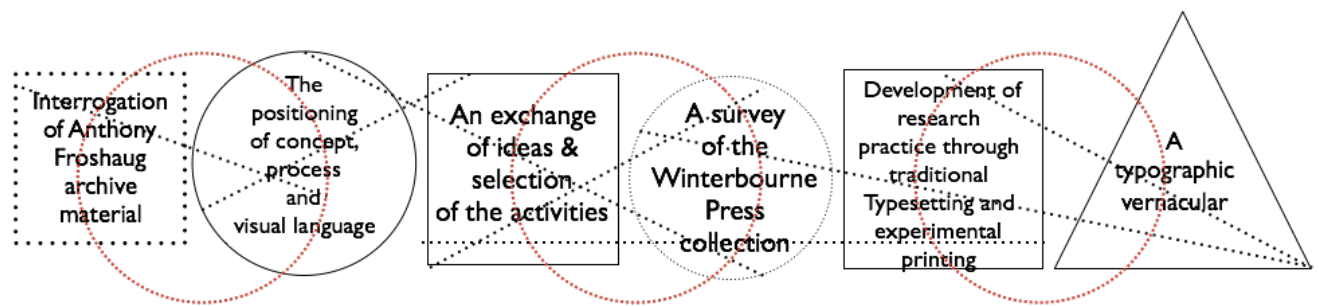 Interrogation
of Anthony
Froshaug
archive
material
The
positioning
of concept,
process
and
visual language
An exchange
of ideas &
selection
of the activities
A survey
of the
Winterbourne
Press
collection
Development of
research
practice through
traditional
Typesetting and
experimental
printing
A
typographic
vernacular